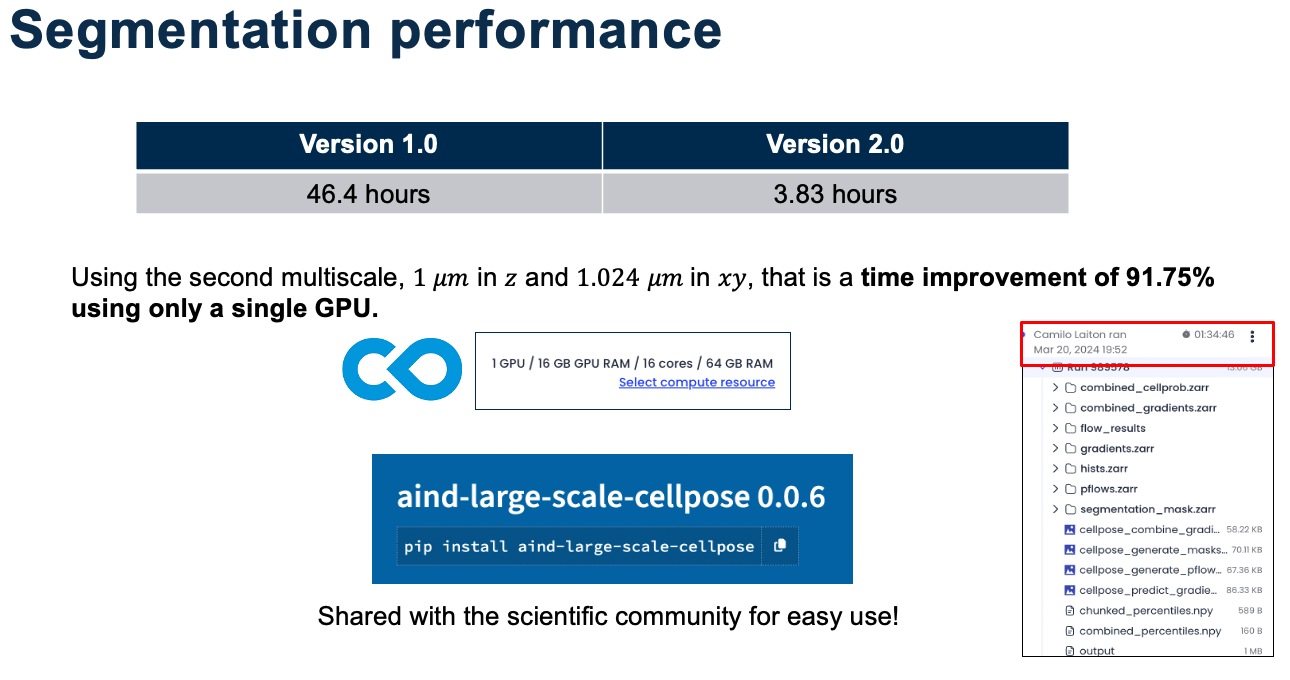 Segmentation performance
Version 1.0 Version 2.0
46.4 hours 3.83 hours
Using the second multiscale, 1 μm in z and 1.024 μm in xy, that is a time improvement of 91.75%
using only a single GPU.
1 GPU / 16 GB GPU RAM / 16 cores / 64 GB RAM
Select compute resource
aind-large-scale-cellpose 0.0.6
pip install aind-large-scale-cellpose
Shared with the scientific community for easy use!
Camilo Laiton ran 01:34:46
Mar 20, 2024 19:52
Run 989578
combined_cellprob.zarr
combined_gradients.zarr
flow_results
gradients.zarr
hists.zarr
pflows.zarr
segmentation_mask.zarr
cellpose_combine_gradi... 58.22 KB
cellpose_generate_masks... 70.11 KB
cellpose_generate_pflow... 67.36 KB
cellpose_predict_gradie... 86.33 KB
chunked_percentiles.npy 589 B
combined_percentiles.npy 160 B
output 1 MB